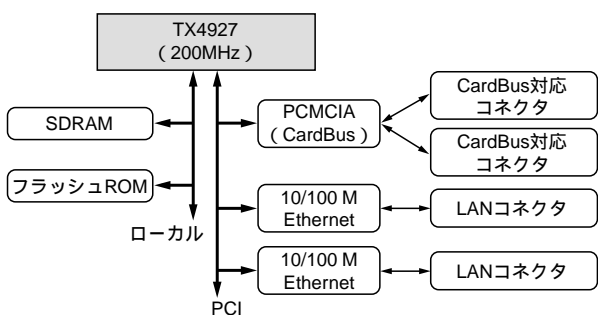 TX4927
（200MHz）
SDRAM
フラッシュROM
ローカル
PCI
PCMCIA
（CardBus）
10/100 M
Ethernet
10/100 M
Ethernet
CardBus対応
コネクタ
CardBus対応
コネクタ
LANコネクタ
LANコネクタ